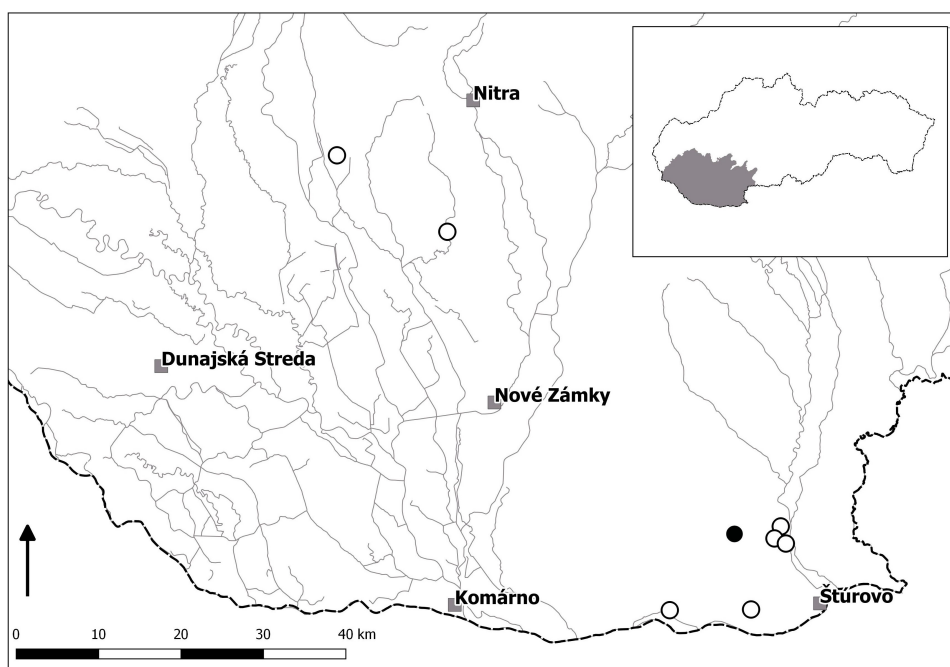 Nitra
Dunajská Streda
Nové Zámky
Komárno
Štúrovo
0 10 20 30 40 km